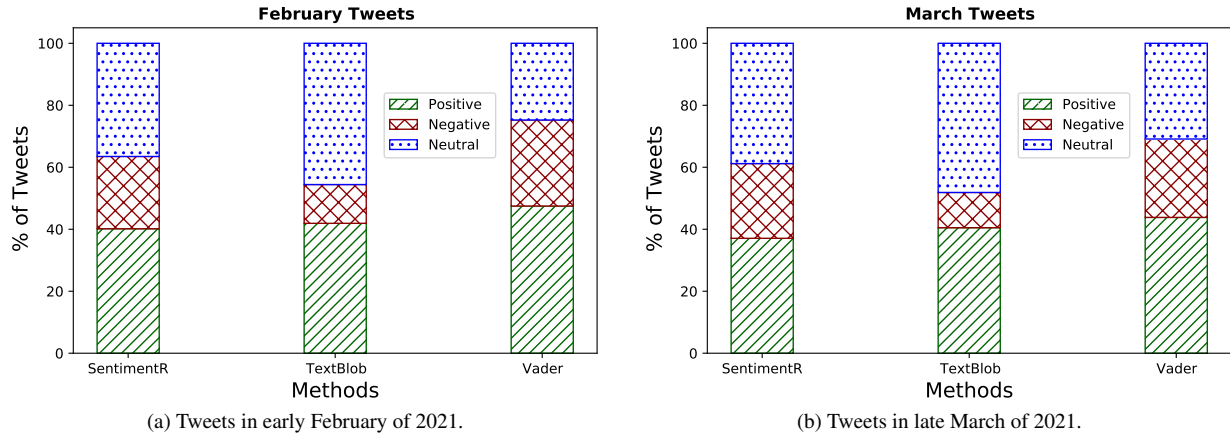 February Tweets
100
80
60
40
20
0
% of Tweets
Positive
Negative
Neutral
SentimentR
TextBlob
Vader
Methods
(a) Tweets in early February of 2021.
March Tweets
100
80
60
40
20
0
% of Tweets
Positive
Negative
Neutral
SentimentR
TextBlob
Vader
Methods
(b) Tweets in late March of 2021.